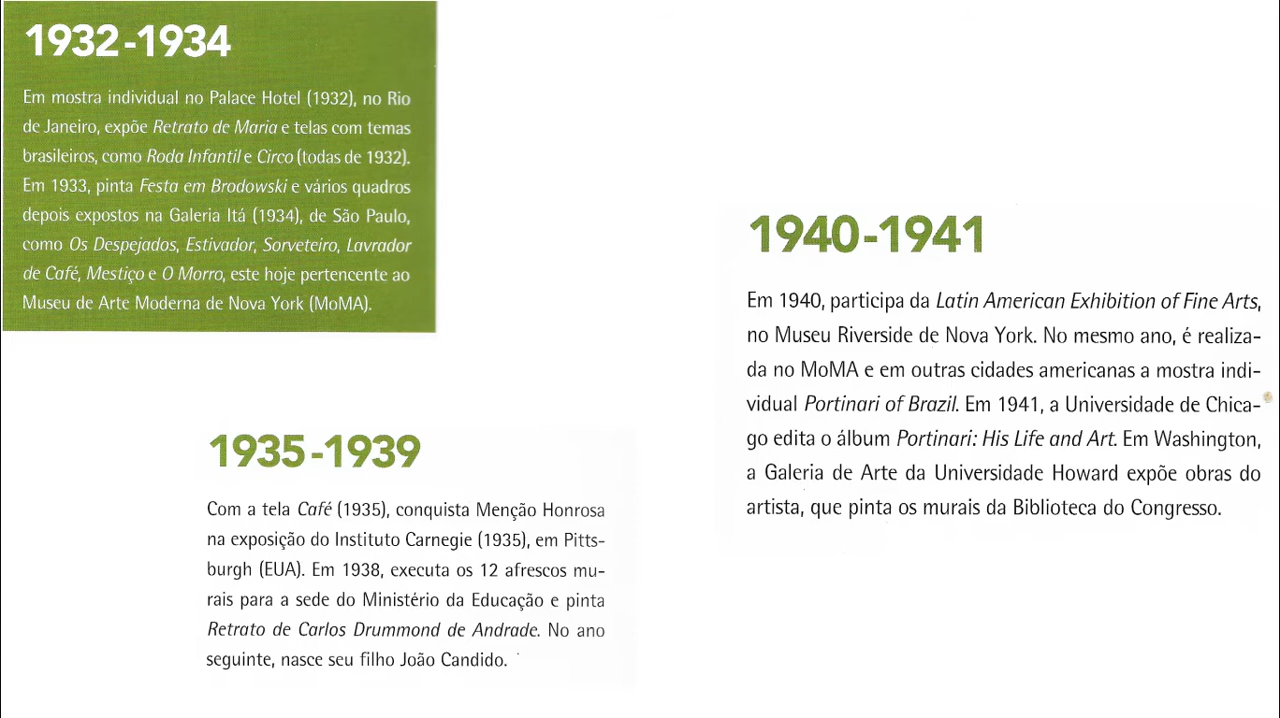 1932-1934
Em mostra individual no Palace Hotel (1932), no Rio
de Janeiro, expõe Retrato de Maria e telas com temas
brasileiros, como Roda Infantil e Circo (todas de 1932).
Em 1933, pinta Festa em Brodowski e vários quadros
depois expostos na Galeria Itá (1934), de São Paulo,
como Os Despejados, Estivador, Sorveteiro, Lavrador
de Café, Mestiço e O Morro, este hoje pertencente ao
Museu de Arte Moderna de Nova York (MoMA).
1935-1939
Com a tela Café (1935), conquista Menção Honrosa
na exposição do Instituto Carnegie (1935), em Pitts-
burgh (EUA). Em 1938, executa os 12 afrescos mu-
rais para a sede do Ministério da Educação e pinta
Retrato de Carlos Drummond de Andrade. No ano
seguinte, nasce seu filho João Candido.
1940-1941
Em 1940, participa da Latin American Exhibition of Fine Arts,
no Museu Riverside de Nova York. No mesmo ano, é realiza-
da no MoMA e em outras cidades americanas a mostra indi-
vidual Portinari of Brazil. Em 1941, a Universidade de Chica-
go edita o álbum Portinari: His Life and Art. Em Washington,
a Galeria de Arte da Universidade Howard expõe obras do
artista, que pinta os murais da Biblioteca do Congresso.